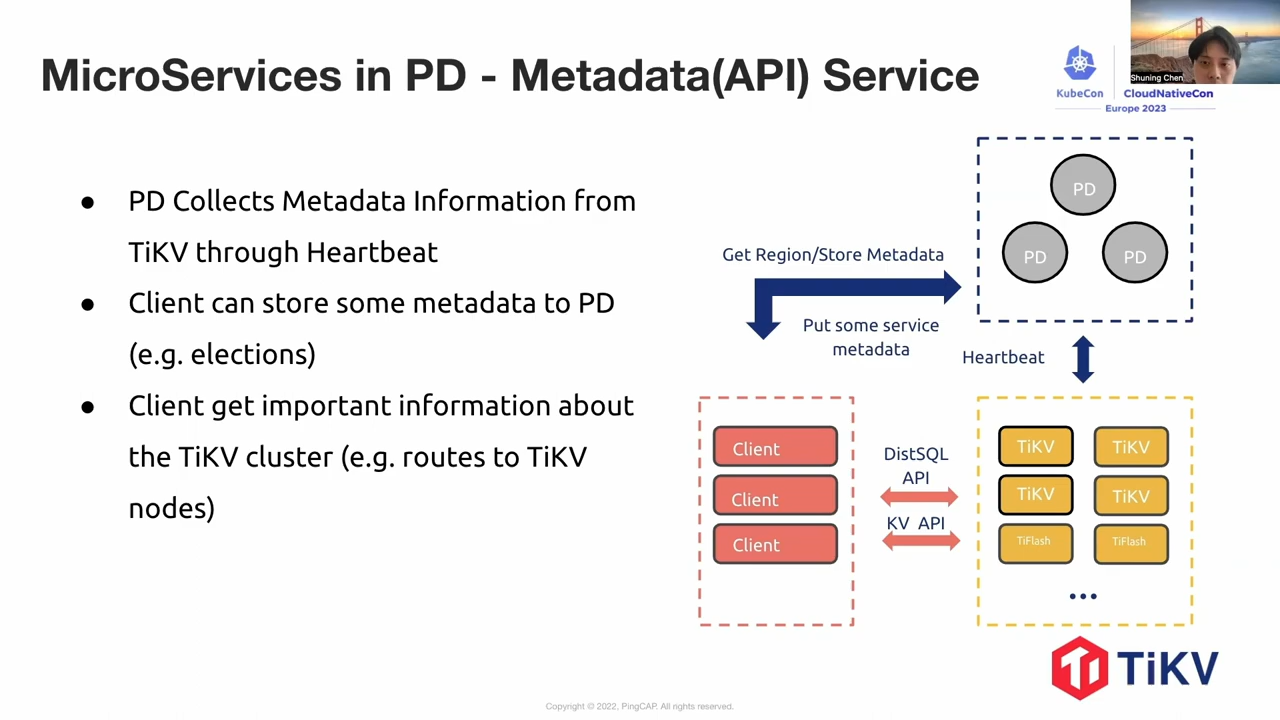 MicroServices in PD - Metadata(API) Service
Shuning Chen
KubeCon
CloudNativeCon
Europe 2023
● PD Collects Metadata Information from
TiKV through Heartbeat
● Client can store some metadata to PD
(e.g. elections)
● Client get important information about
the TiKV cluster (e.g. routes to TiKV
nodes)
PD
PD
PD
Get Region/Store Metadata
Put some service
metadata
Heartbeat
Client
Client
Client
DistSQL
API
KV API
TiKV
TiKV
TiKV
TiKV
TiFlash
TiFlash
...
TiKV
Copyright © 2022, PingCAP. All rights reserved.